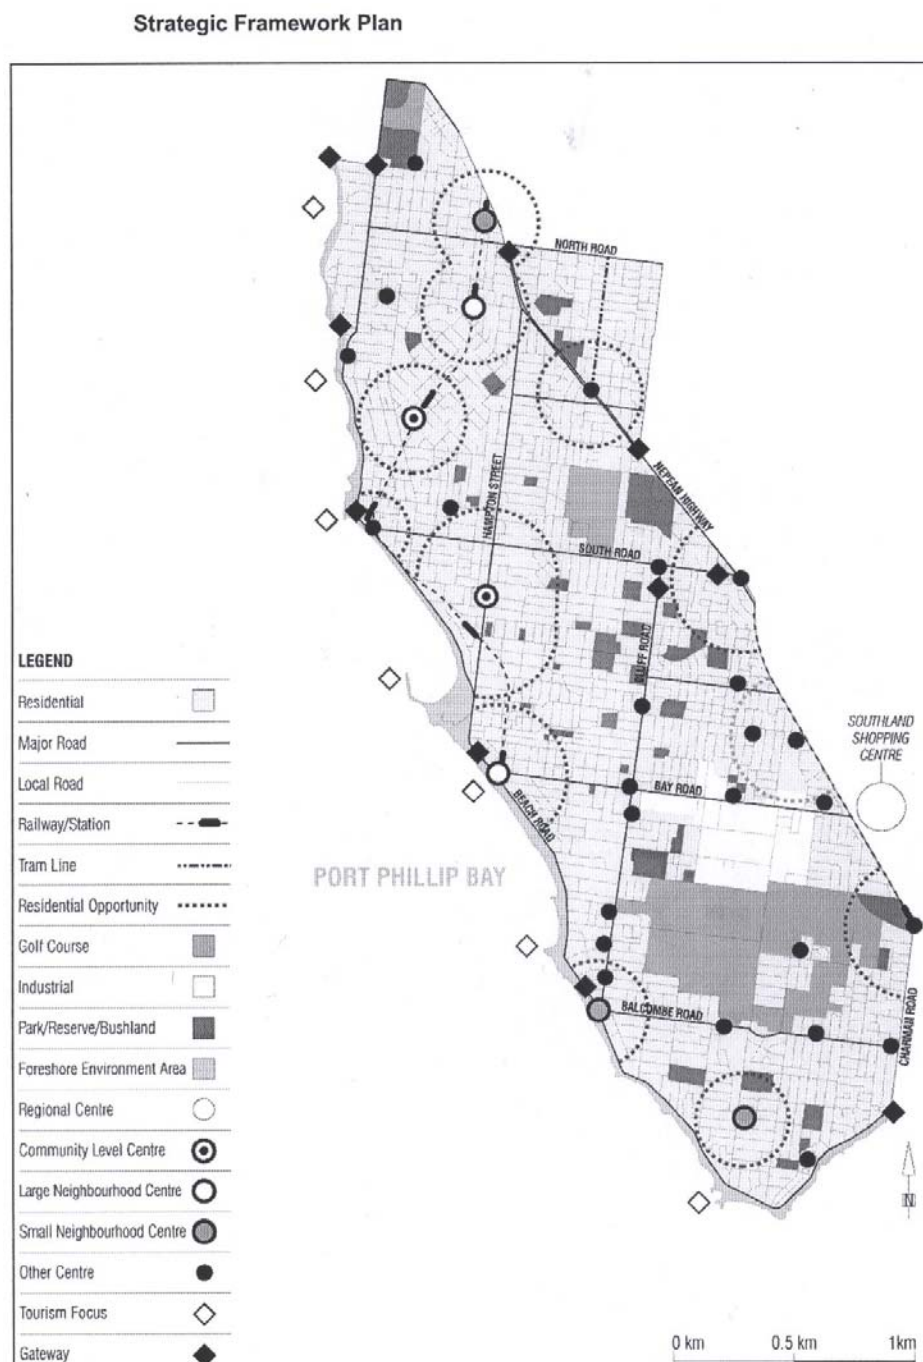 Strategic Framework Plan
NORTH ROAD
HAMPTON STREET
NEPEAN HIGHWAY
SOUTH ROAD
BLUFF ROAD
SOUTHLAND
SHOPPING
CENTRE
BAY ROAD
BEACH ROAD
PORT PHILLIP BAY
BALCOMBE ROAD
CHARMAN ROAD
LEGEND
Residential
Major Road
Local Road
Railway/Station
Tram Line
Residential Opportunity
Golf Course
Industrial
Park/Reserve/Bushland
Foreshore Environment Area
Regional Centre
Community Level Centre
Large Neighbourhood Centre
Small Neighbourhood Centre
Other Centre
Tourism Focus
Gateway
N
0 km 0.5 km 1km